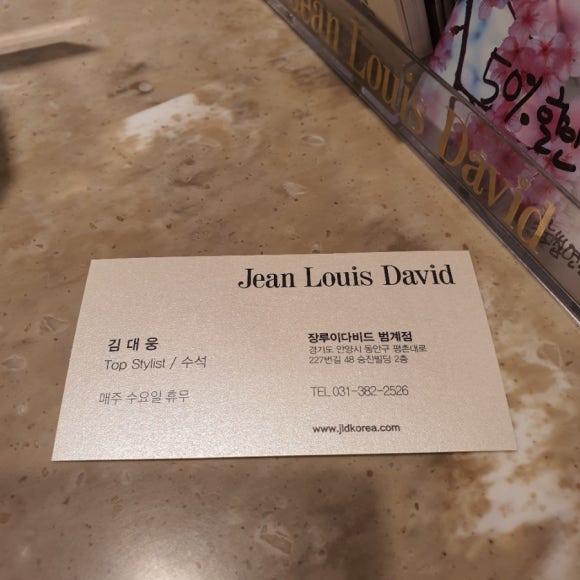 Jean Louis David
50% 할인
Jean Louis David
김대웅
Top Stylist / 수석
매주 수요일 휴무
장루이다비드 범계점
경기도 안양시 동안구 평촌대로
227번길 48 승진빌딩 2층
TEL 031-382-2526
www.jldkorea.com